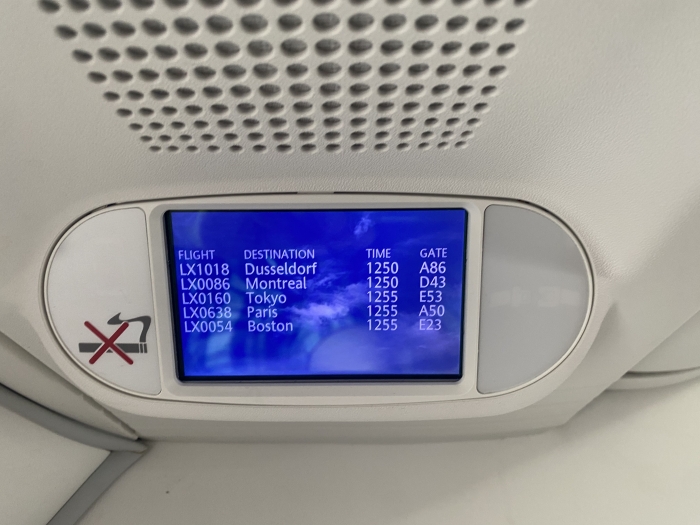 FLIGHT DESTINATION TIME GATE
LX1018 Dusseldorf 1250 A86
LX0086 Montreal 1250 D43
LX0160 Tokyo 1255 E53
LX0638 Paris 1255 A50
LX0054 Boston 1255 E23